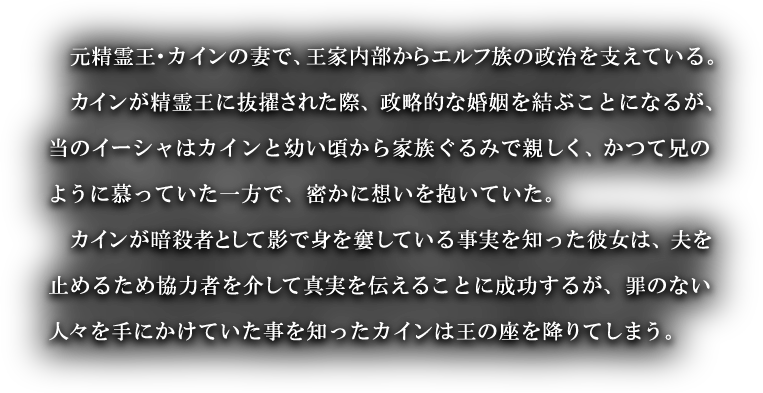 元精霊王・カインの妻で、王家内部からエルフ族の政治を支えている。
カインが精霊王に抜擢された際、政略的な婚姻を結ぶことになるが、
当のイーシャはカインと幼い頃から家族ぐるみで親しく、かつて兄の
ように慕っていた一方で、密かに想いを抱いていた。
カインが暗殺者として影で身を窶している事実を知った彼女は、夫を
止めるため協力者を介して真実を伝えることに成功するが、罪のない
人々を手にかけていた事を知ったカインは王の座を降りてしまう。